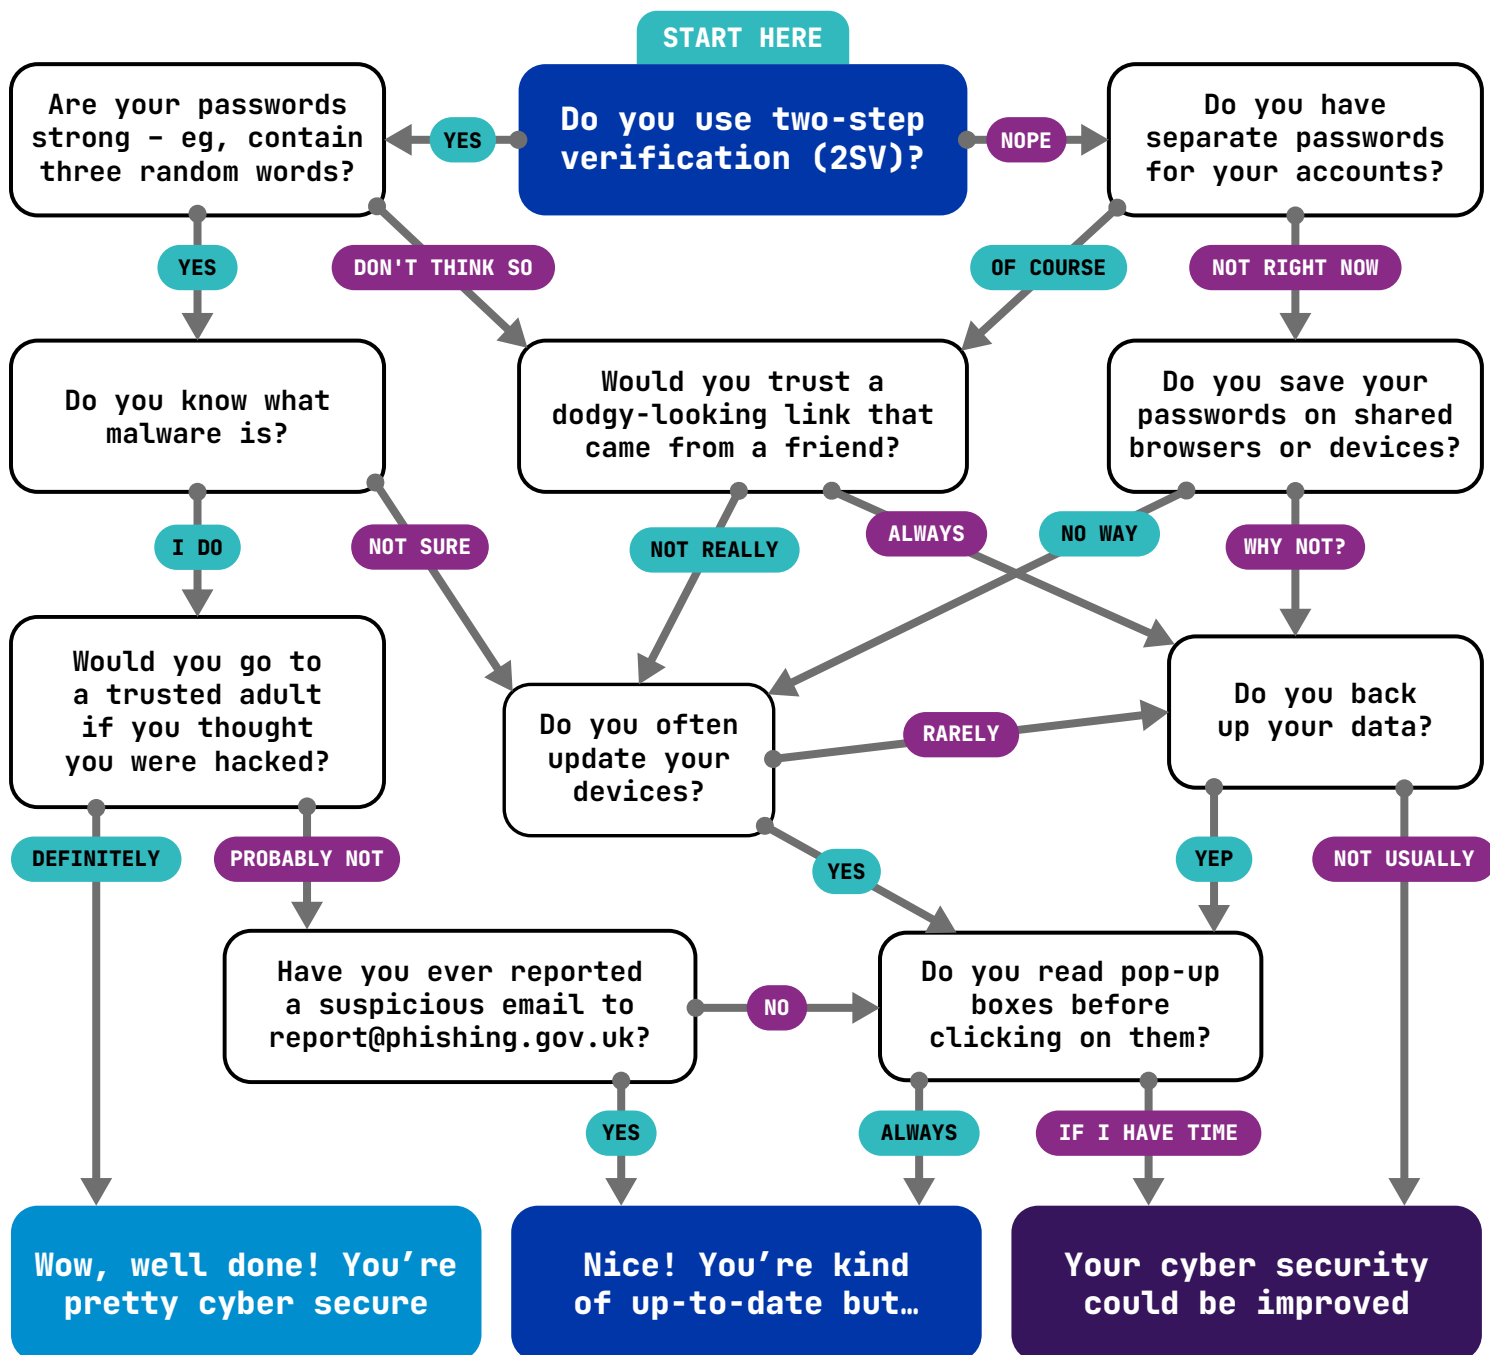 START HERE
Are your passwords
strong – eg, contain
three random words?
YES
Do you use two-step
verification (2SV)?
NOPE
Do you have
separate passwords
for your accounts?
YES
DON'T THINK SO
OF COURSE
NOT RIGHT NOW
Do you know what
malware is?
Would you trust a
dodgy-looking link that
came from a friend?
Do you save your
passwords on shared
browsers or devices?
I DO
NOT SURE
NOT REALLY
ALWAYS
NO WAY
WHY NOT?
Would you go to
a trusted adult
if you thought
you were hacked?
Do you often
update your
devices?
RARELY
Do you back
up your data?
DEFINITELY
PROBABLY NOT
YES
YEP
NOT USUALLY
Have you ever reported
a suspicious email to
report@phishing.gov.uk?
NO
Do you read pop-up
boxes before
clicking on them?
YES
ALWAYS
IF I HAVE TIME
Wow, well done! You’re
pretty cyber secure
Nice! You’re kind
of up-to-date but…
Your cyber security
could be improved